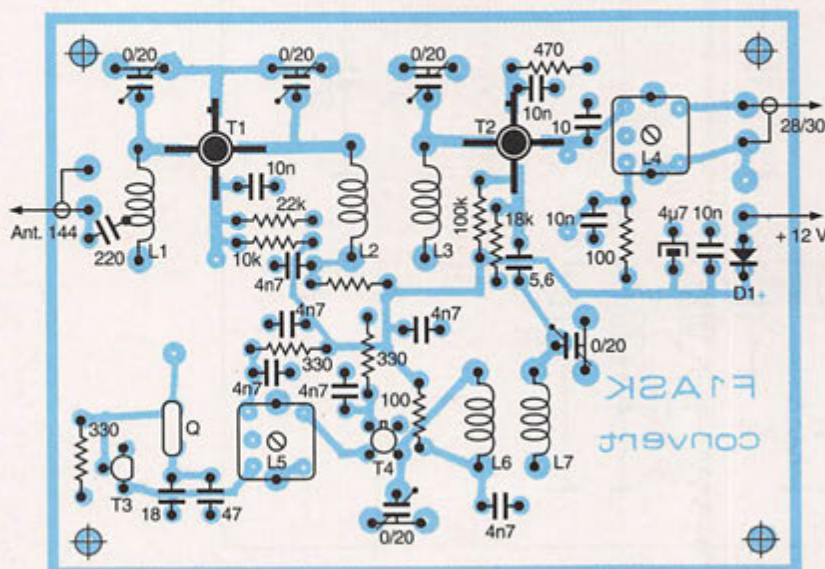 0/20
0/20
0/20
470
T1
T2
10n
10
L4
28/30
10n
22k
10k
Ant. 144
220
L1
4n7
L2
L3
100k
18k
10n
100
4µ7
10n
+ 12 V
D1
+
5,6
4n7
330
4n7
330
4n7
4n7
100
0/20
F1ASK
convert
330
Q
L5
T4
L6
L7
T3
18
47
0/20
4n7